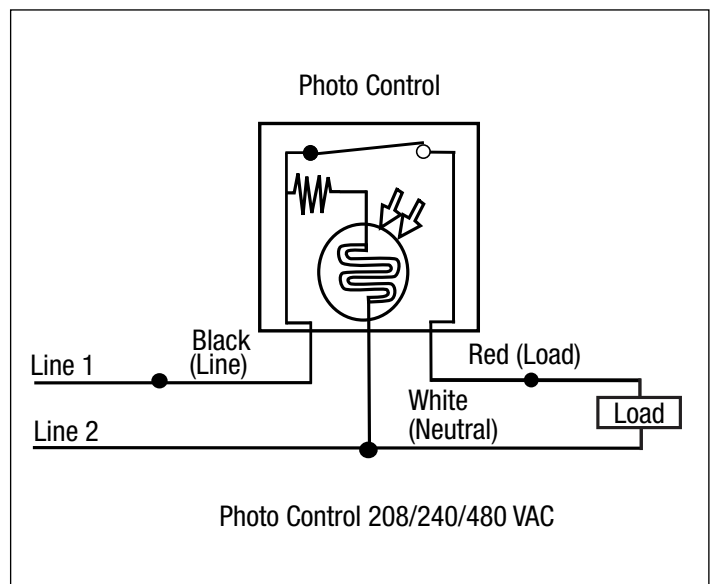 Photo Control
Black
(Line)
Line 1
Red (Load)
White
(Neutral)
Load
Line 2
Photo Control 208/240/480 VAC